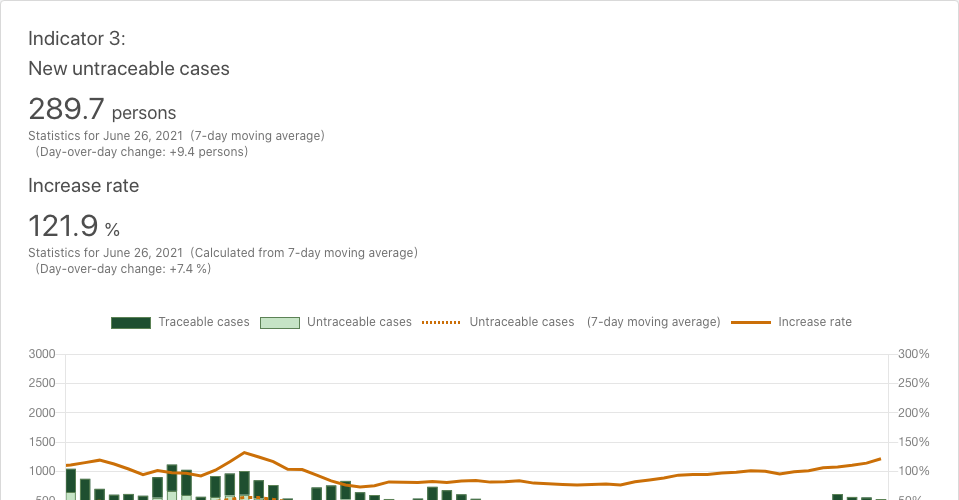 Indicator 3:
New untraceable cases
289.7 persons
Statistics for June 26, 2021 (7-day moving average)
(Day-over-day change: +9.4 persons)
Increase rate
121.9 %
Statistics for June 26, 2021 (Calculated from 7-day moving average)
(Day-over-day change: +7.4 %)
Traceable cases Untraceable cases Untraceable cases (7-day moving average) Increase rate
3000 300%
2500 250%
2000 200%
1500 150%
1000 100%
500 50%